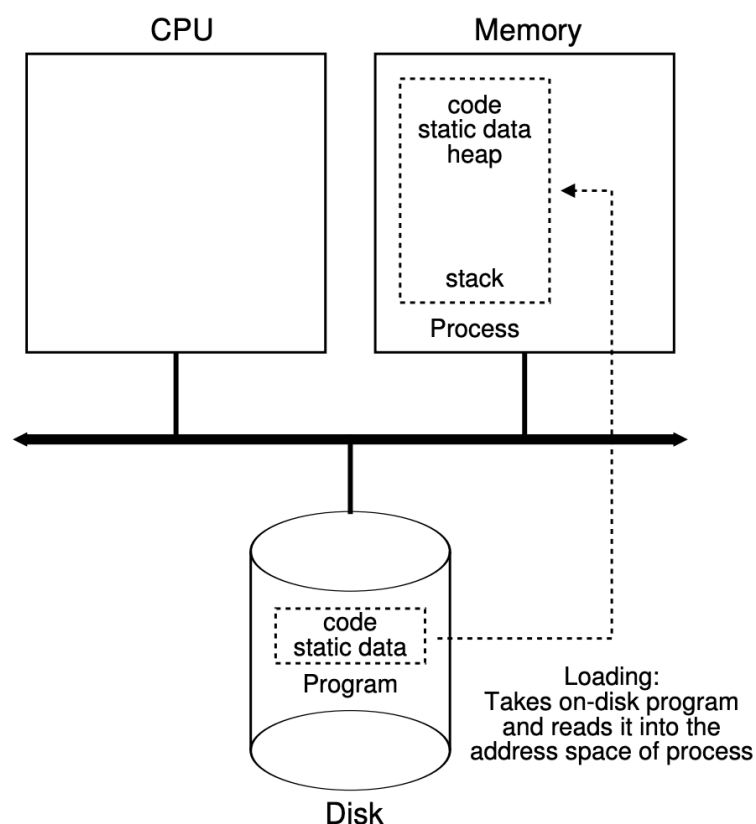 CPU
Memory
code
static data
heap
stack
Process
code
static data
Program
Loading:
Takes on-disk program
and reads it into the
address space of process
Disk